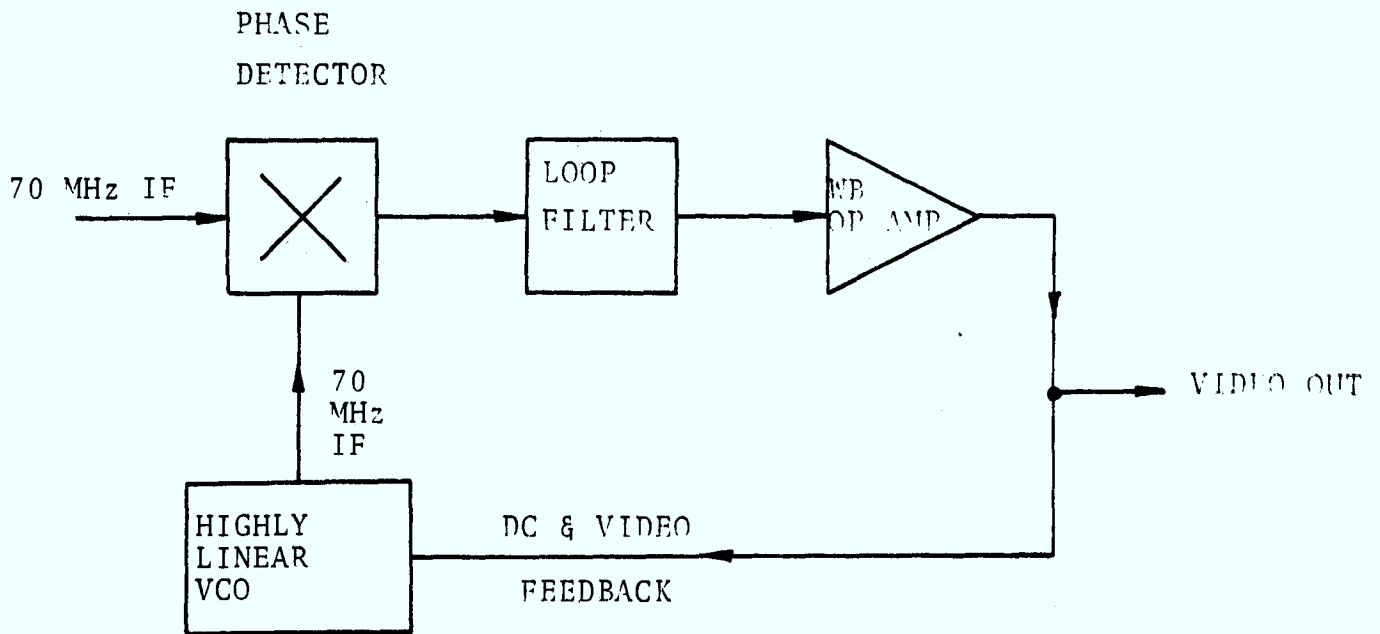 PHASE
DETECTOR
70 MHz IF
LOOP
FILTER
WB
OP AMP
VIDEO OUT
70
MHz
IF
HIGHLY
LINEAR
VCO
DC & VIDEO
FEEDBACK